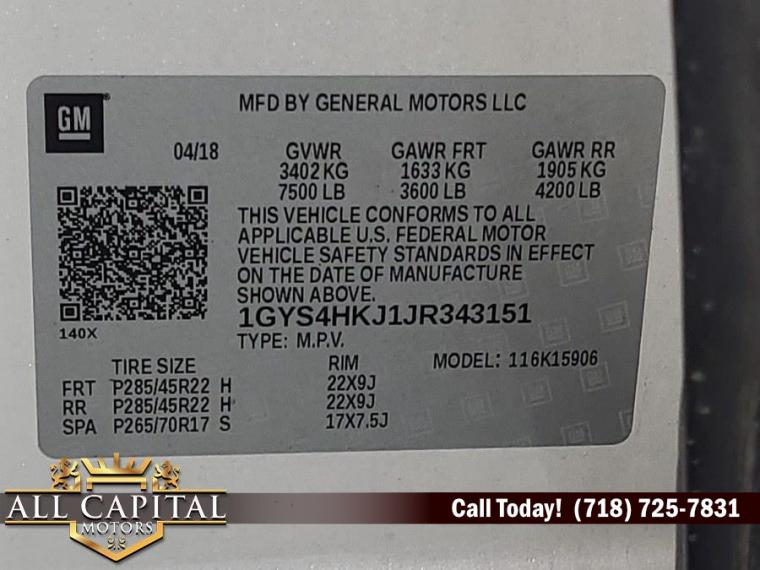 GM
MFD BY GENERAL MOTORS LLC
04/18 GVWR GAWR FRT GAWR RR
3402 KG 1633 KG 1905 KG
7500 LB 3600 LB 4200 LB
THIS VEHICLE CONFORMS TO ALL
APPLICABLE U.S. FEDERAL MOTOR
VEHICLE SAFETY STANDARDS IN EFFECT
ON THE DATE OF MANUFACTURE
SHOWN ABOVE.
1GYS4HKJ1JR343151
140X
TYPE: M.P.V. MODEL: 116K15906
TIRE SIZE RIM
FRT P285/45R22 H 22X9J
RR P285/45R22 H 22X9J
SPA P265/70R17 S 17X7.5J
ALL CAPITAL
MOTORS
Call Today! (718) 725-7831